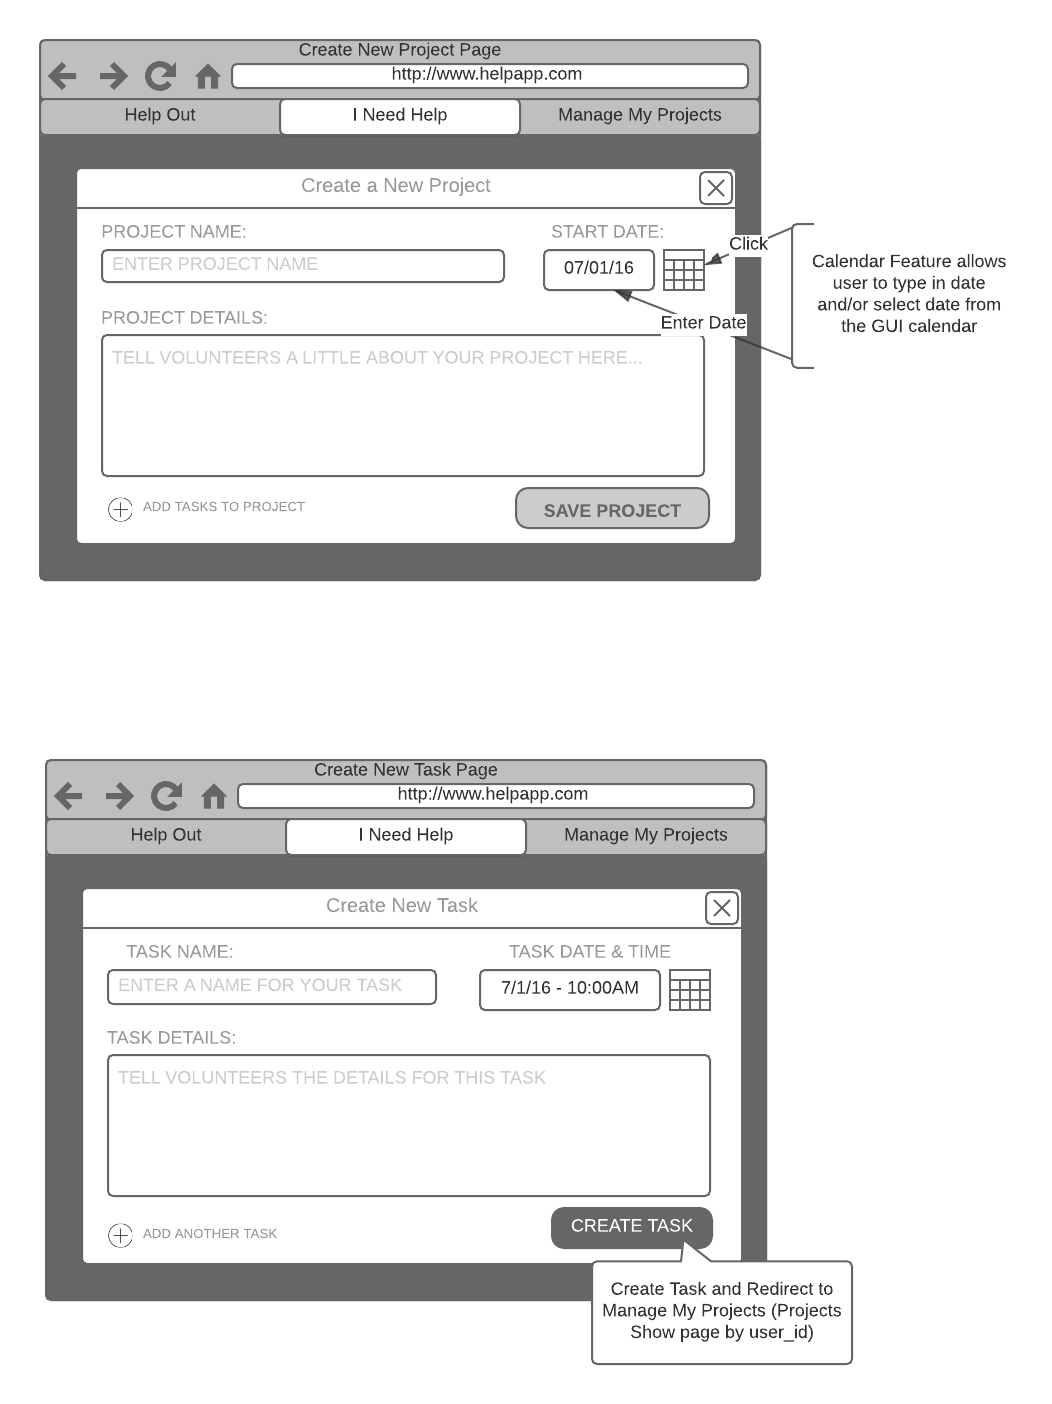 Create New Project Page
http://www.helpapp.com
Help Out
I Need Help
Manage My Projects
Create a New Project
PROJECT NAME:
START DATE:
ENTER PROJECT NAME
07/01/16
Click
Calendar Feature allows
user to type in date
and/or select date from
the GUI calendar
Enter Date
PROJECT DETAILS:
TELL VOLUNTEERS A LITTLE ABOUT YOUR PROJECT HERE...
ADD TASKS TO PROJECT
SAVE PROJECT
Create New Task Page
http://www.helpapp.com
Help Out
I Need Help
Manage My Projects
Create New Task
TASK NAME:
TASK DATE & TIME
ENTER A NAME FOR YOUR TASK
7/1/16 - 10:00AM
TASK DETAILS:
TELL VOLUNTEERS THE DETAILS FOR THIS TASK
ADD ANOTHER TASK
CREATE TASK
Create Task and Redirect to
Manage My Projects (Projects
Show page by user_id)